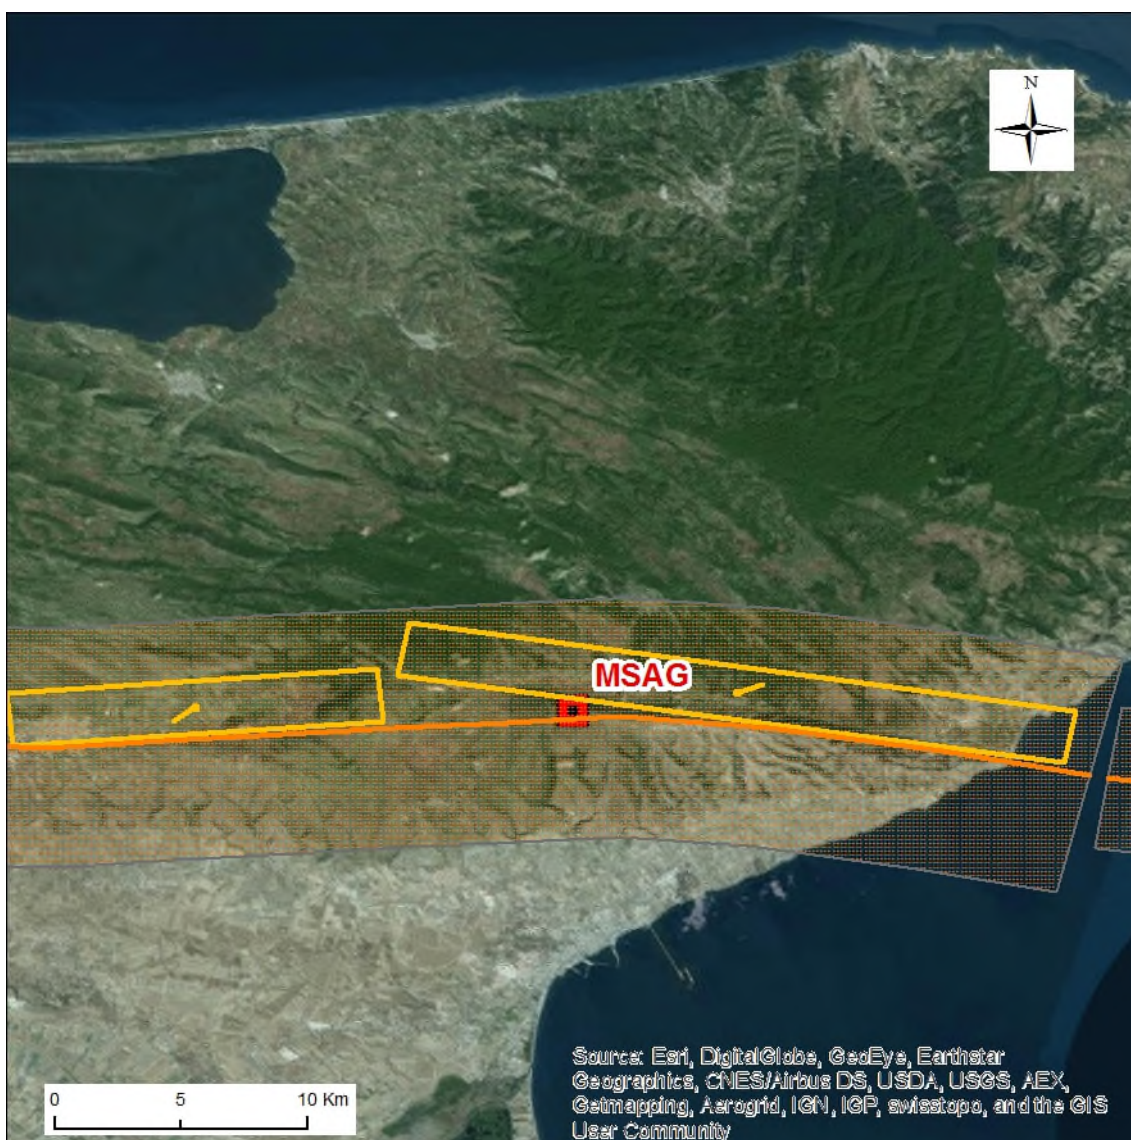 N
MSAG
Source: Esri, DigitalGlobe, GeoEye, Earthstar
Geographics, CNES/Airbus DS, USDA, USGS, AEX,
Getmapping, Aerogrid, IGN, IGP, swisstopo, and the GIS
User Community
0 5 10 Km